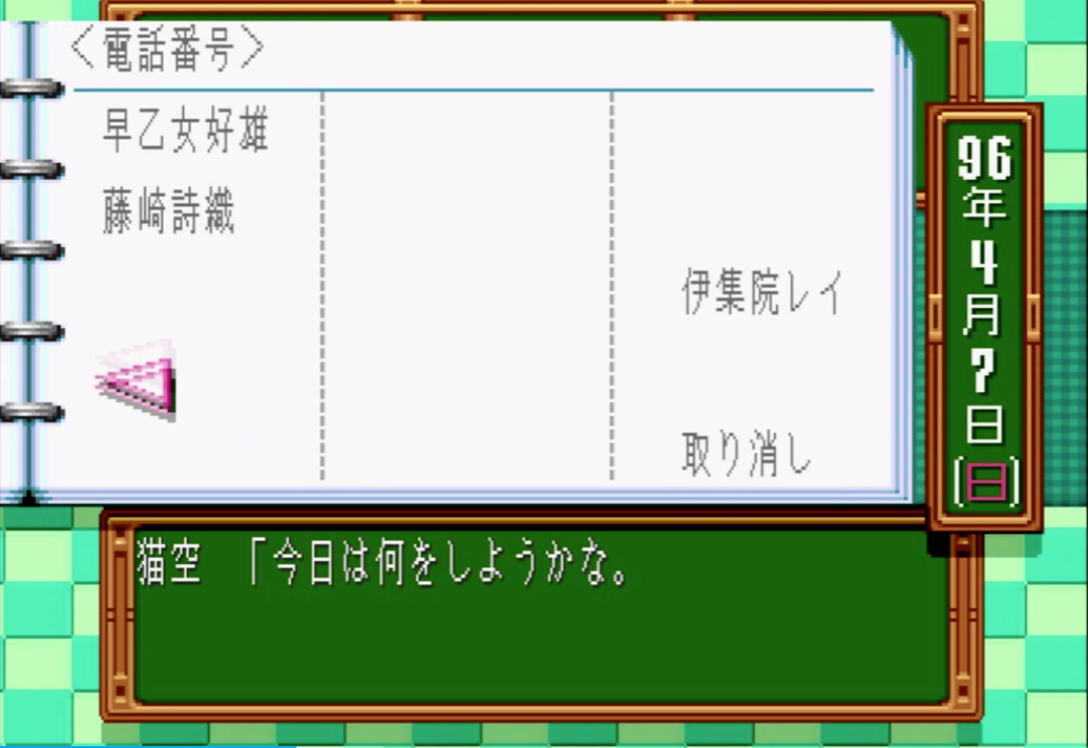 <電話番号>
早乙女好雄
藤崎詩織
伊集院レイ
取り消し
96
年
4
月
7
日
(日)
猫空 「今日は何をしようかな。